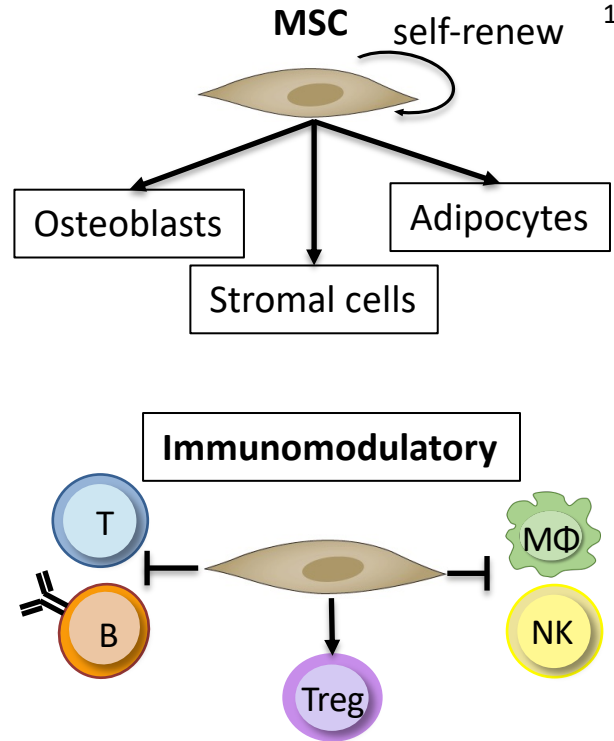 MSC
self-renew
1
Osteoblasts
Adipocytes
Stromal cells
Immunomodulatory
T
MΦ
B
NK
Treg